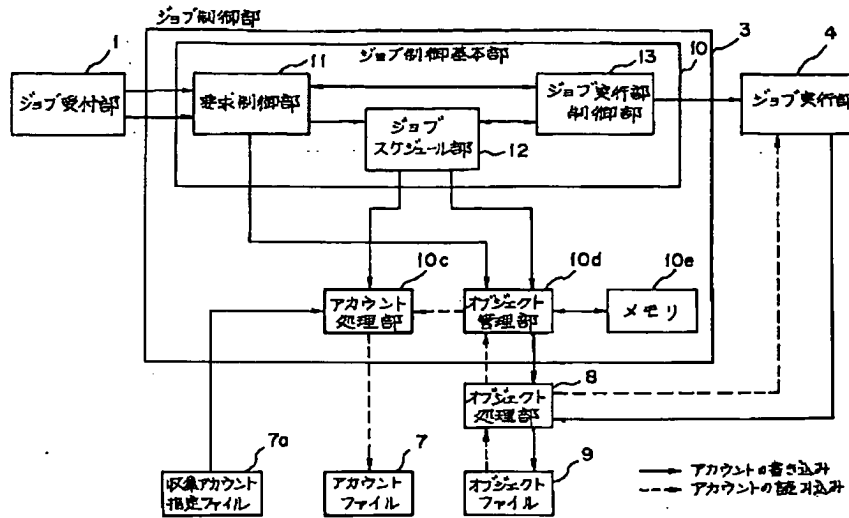 ジョブ制御部
1
ジョブ受付部
ジョブ制御基本部
11
要求制御部
13
ジョブ実行部
制御部
10
3
4
ジョブ実行部
ジョブ
スケジュール部
12
10c
アカウント
処理部
10d
オブジェクト
管理部
10e
メモリ
8
オブジェクト
処理部
7a
収集アカウント
指定ファイル
7
アカウント
ファイル
9
オブジェクト
ファイル
アカウントの書き込み
アカウントの読み込み